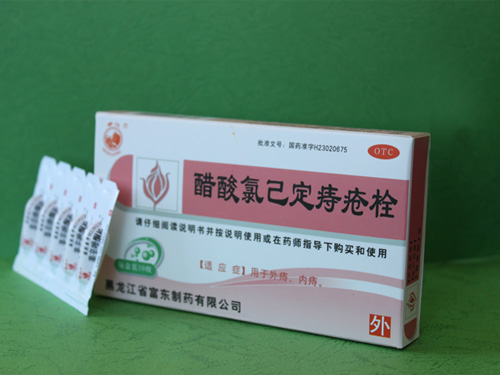 批准文号：国药准字H23020675
OTC
醋酸氯己定痔疮栓
请仔细阅读说明书并按说明使用或在药师指导下购买和使用
【适应症】用于外痔、内痔。
黑龙江省富东制药有限公司
外